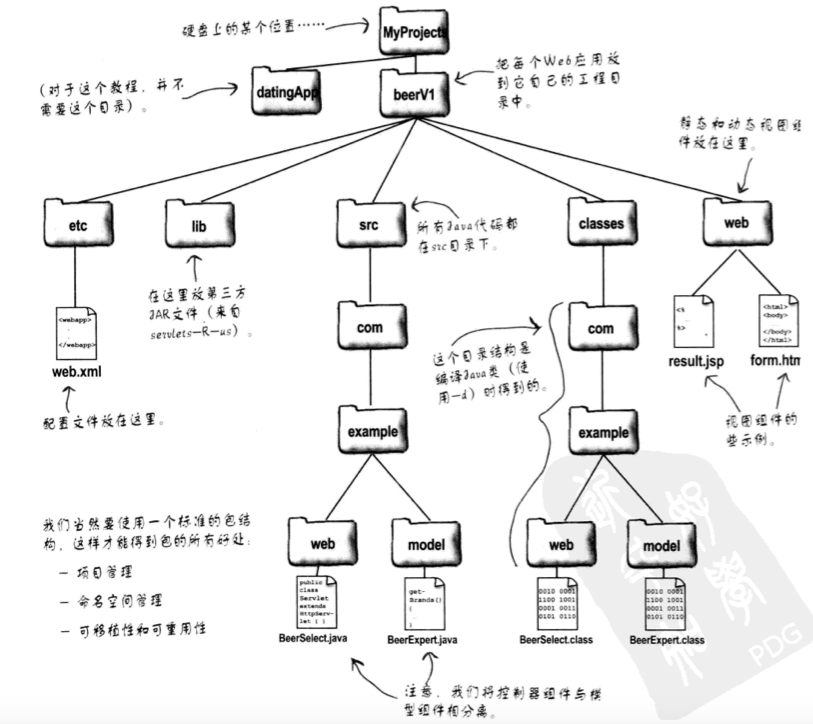 硬盘上的某个位置……
MyProjects
(对于这个教程，并不
需要这个目录)。
datingApp
beerV1
把每个Web应用放
到它自己的工程目
录中。
静态和动态视图组
件放在这里。
etc
lib
src
classes
web
所有Java代码都
在src目录下。
在这里放第三方
JAR文件(来自
servlets-R-us)。
<webapp>
</webapp>
web.xml
配置文件放在这里。
com
com
这个目录结构是
编译Java类(使
用-d)时得到的。
<%
%>
result.jsp
<html>
<body>
</body>
</html>
form.htm
视图组件的
些示例。
example
example
我们当然要使用一个标准的包结
构，这样才能得到包的所有好处：
— 项目管理
— 命名空间管理
— 可移植性和可重用性
web
model
web
model
public
class
Servlet
extends
HttpServ-
let { }
BeerSelect.java
get-
Brands()
{
}
BeerExpert.java
0010 0001
1100 1001
0001 0011
0101 0110
BeerSelect.class
0010 0001
1100 1001
0001 0011
0101 0110
BeerExpert.class
注意，我们将控制器组件与模
型组件相分离。
PDG